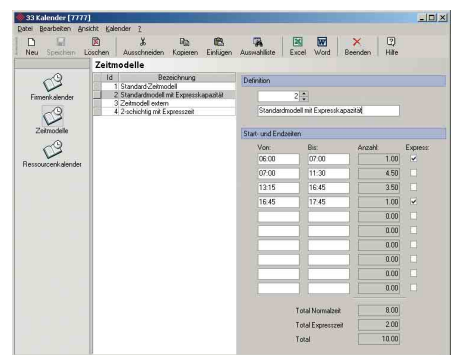 33 Kalender [7777]
Datei Bearbeiten Ansicht Kalender ?
Neu Speichern Löschen Ausschneiden Kopieren Einfügen Auswahlliste Excel Word Beenden Hilfe
Firmenkalender
Zeitmodelle
Ressourcenkalender
Zeitmodelle
Id Bezeichnung
1 Standard-Zeitmodell
2 Standardmodell mit Expresskapazität
3 Zeitmodell extern
4 2-schichtig mit Expresszeit
Definition
2
Standardmodell mit Expresskapazität
Start- und Endzeiten
Von: Bis: Anzahl: Express:
06:00 07:00 1.00
07:00 11:30 4.50
13:15 16:45 3.50
16:45 17:45 1.00
0.00
0.00
0.00
0.00
0.00
Total Normalzeit 8.00
Total Expresszeit 2.00
Total 10.00